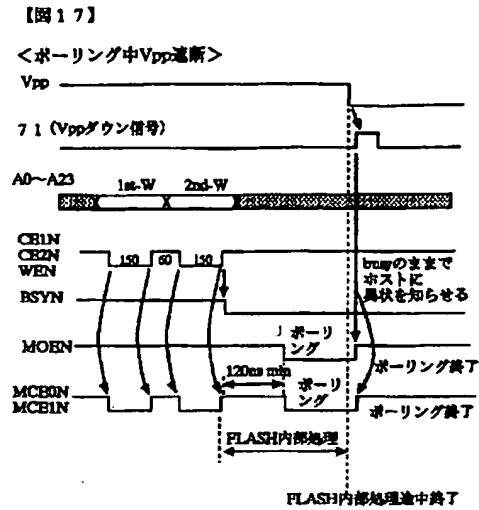 【図１７】
＜ポーリング中Vpp遮断＞
Vpp
７１（Vppダウン信号）
A0～A23
1st-W
2nd-W
CE1N
CE2N
WEN
150
60
150
busyのままで
ホストに
異状を知らせる
BSYN
MOEN
ポーリ
ング
ポーリング終了
120ns min
MCE0N
MCE1N
ポーリ
ング
ポーリング終了
FLASH内部処理
FLASH内部処理途中終了